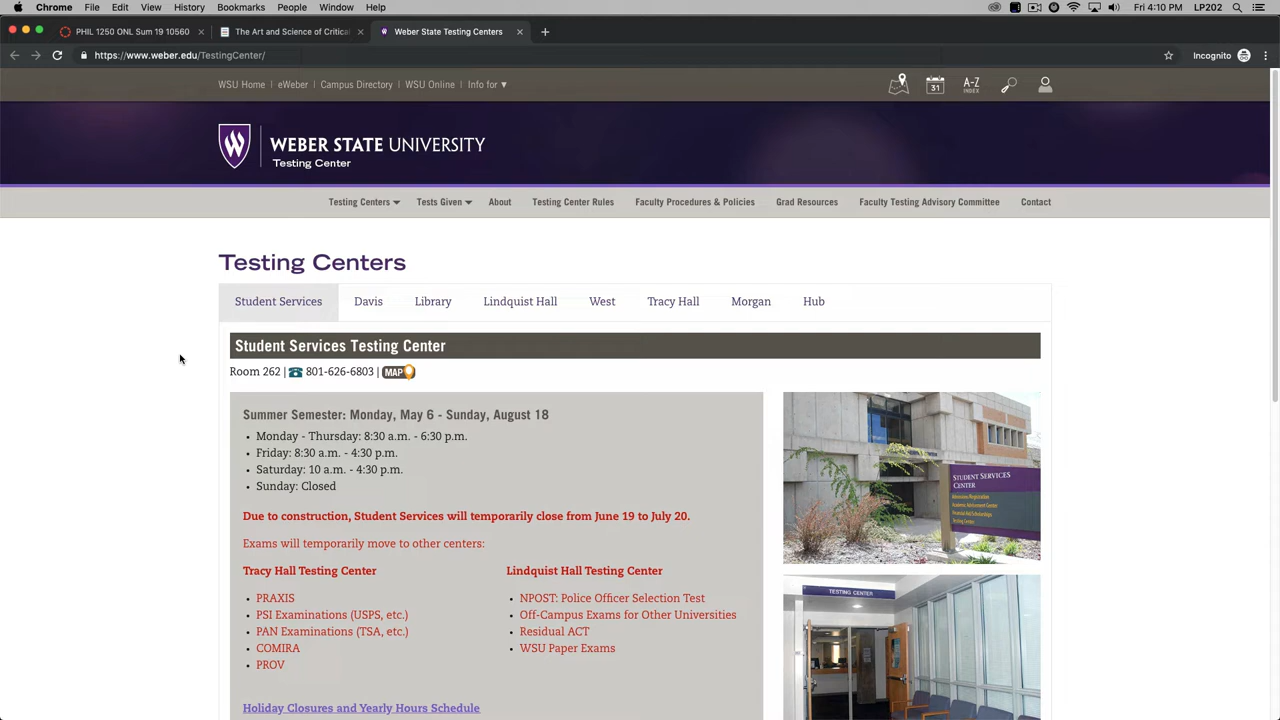 Chrome File Edit View History Bookmarks People Window Help Fri 4:10 PM LP202
PHIL 1250 ONL Sum 19 10560 The Art and Science of Critical Weber State Testing Centers
https://www.weber.edu/TestingCenter/ Incognito
WSU Home | eWeber | Campus Directory | WSU Online | Info for ▼ 31 A-Z INDEX
WEBER STATE UNIVERSITY
Testing Center
Testing Centers Tests Given About Testing Center Rules Faculty Procedures & Policies Grad Resources Faculty Testing Advisory Committee Contact
Testing Centers
Student Services Davis Library Lindquist Hall West Tracy Hall Morgan Hub
Student Services Testing Center
Room 262 | 801-626-6803 | MAP
Summer Semester: Monday, May 6 - Sunday, August 18
• Monday - Thursday: 8:30 a.m. - 6:30 p.m.
• Friday: 8:30 a.m. - 4:30 p.m.
• Saturday: 10 a.m. - 4:30 p.m.
• Sunday: Closed
Due to construction, Student Services will temporarily close from June 19 to July 20.
Exams will temporarily move to other centers:
Tracy Hall Testing Center
• PRAXIS
• PSI Examinations (USPS, etc.)
• PAN Examinations (TSA, etc.)
• COMIRA
• PROV
Lindquist Hall Testing Center
• NPOST: Police Officer Selection Test
• Off-Campus Exams for Other Universities
• Residual ACT
• WSU Paper Exams
Holiday Closures and Yearly Hours Schedule
STUDENT SERVICES
CENTER
TESTING CENTER